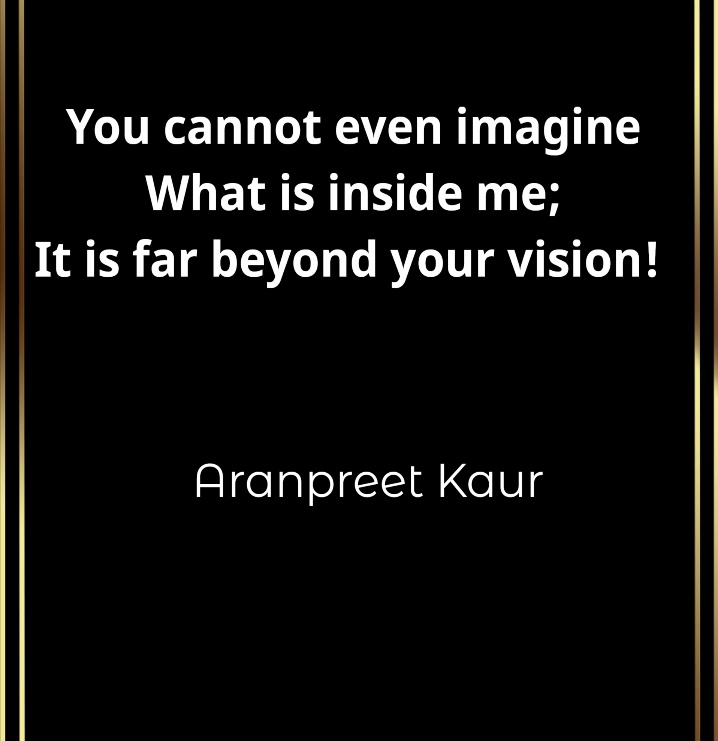 You cannot even imagine
What is inside me;
It is far beyond your vision!
Aranpreet Kaur